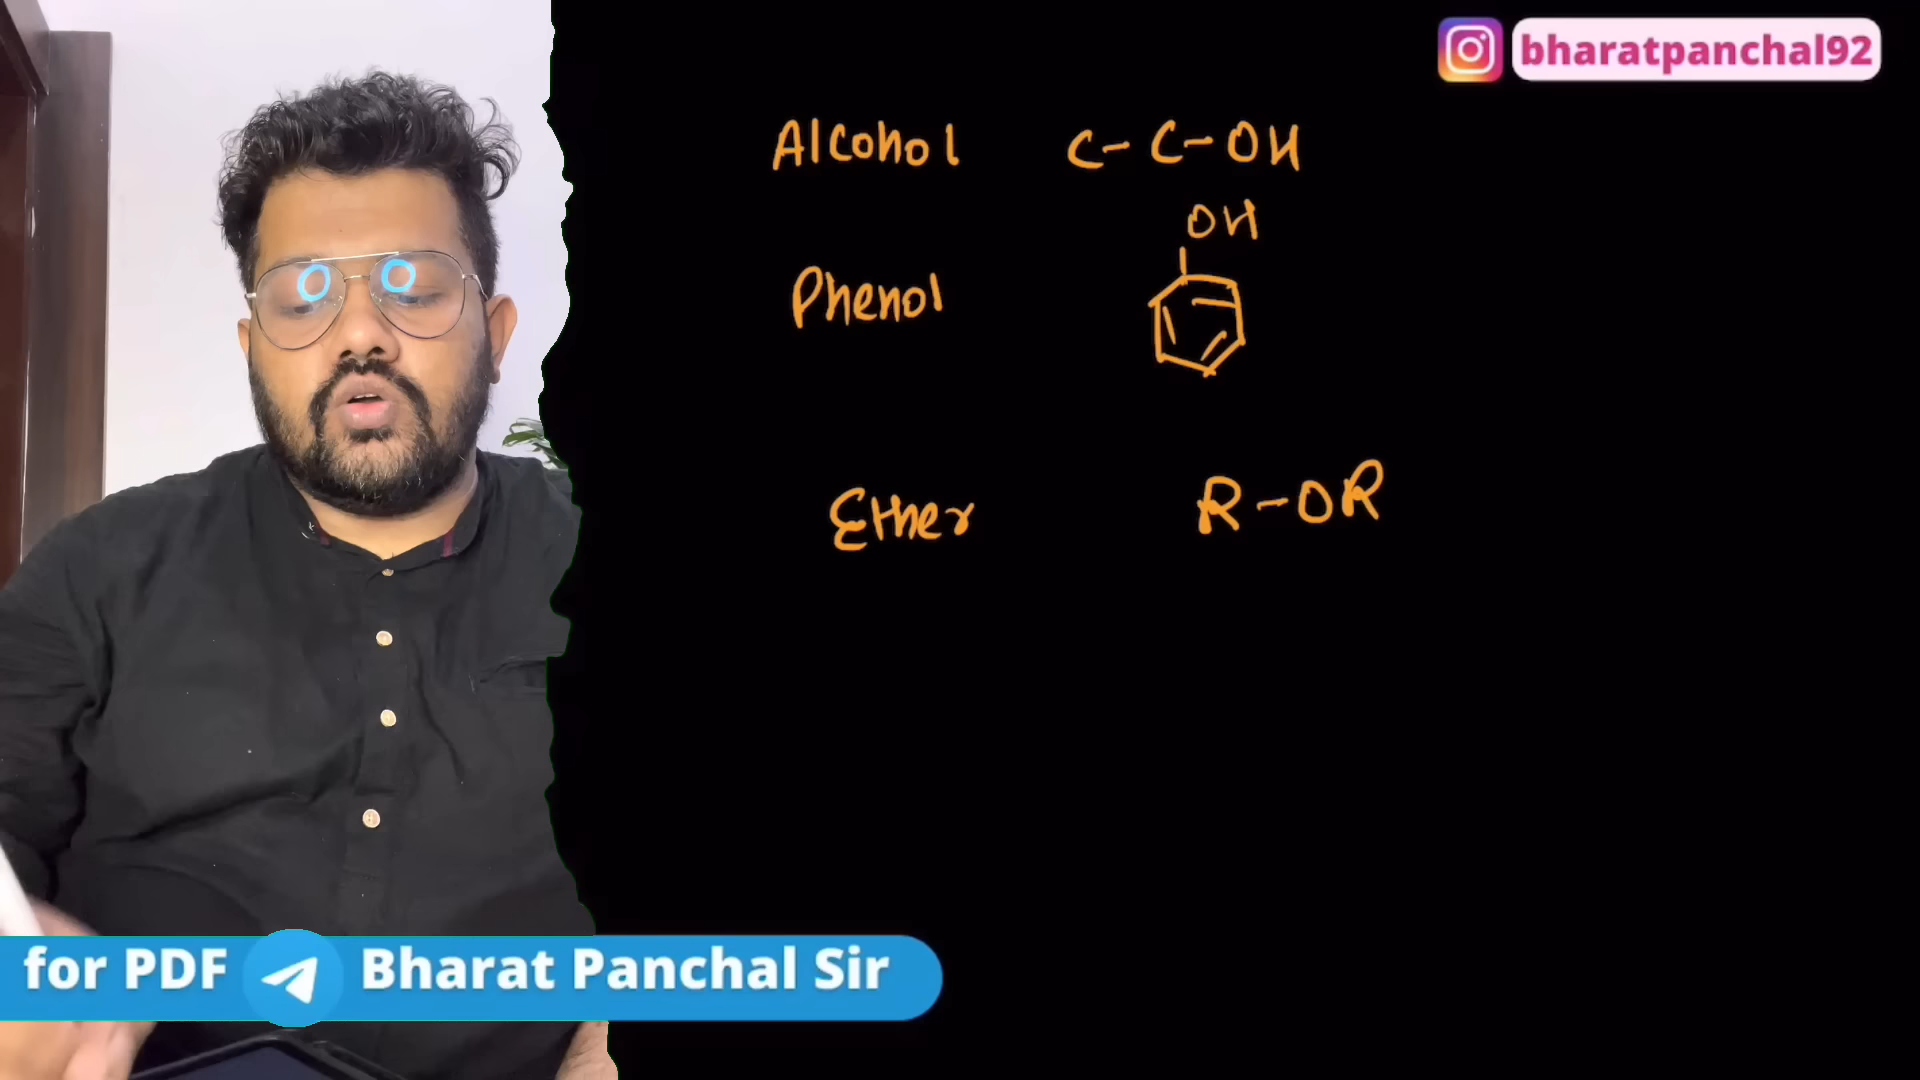 bharatpanchal92
Alcohol C-C-OH
OH
Phenol
Ether R-OR
for PDF Bharat Panchal Sir